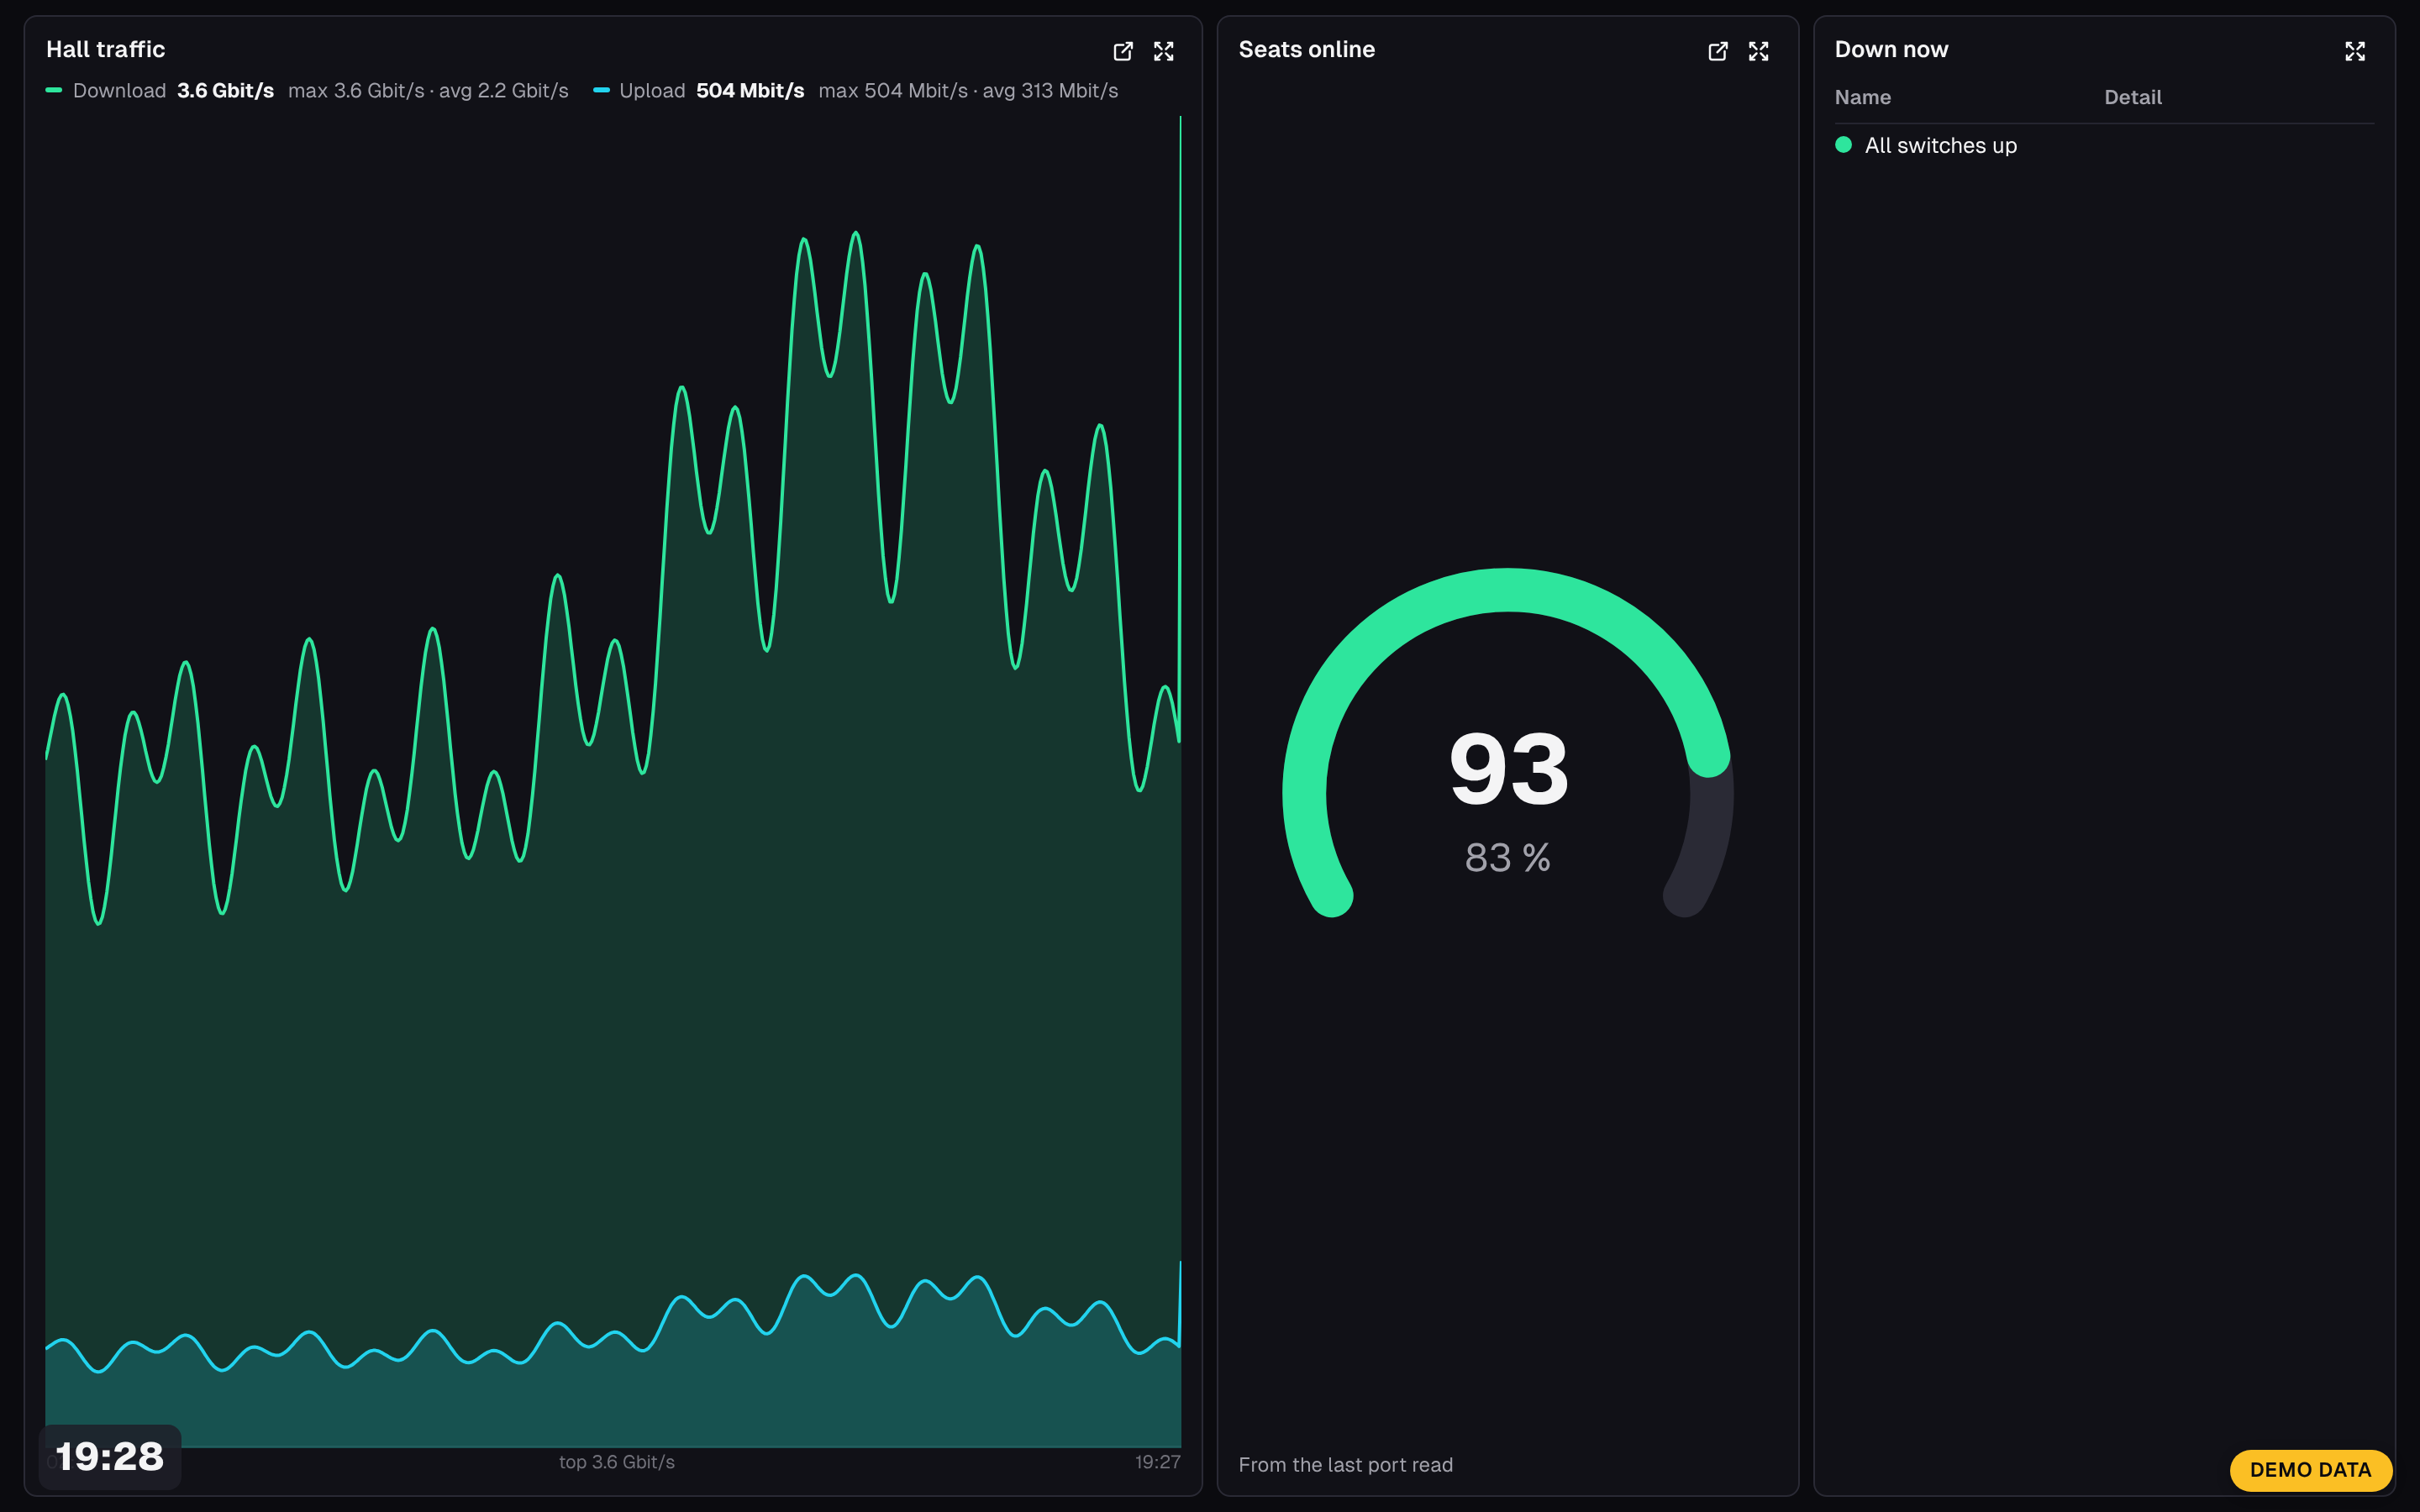 Hall traffic
Download 3.6 Gbit/s max 3.6 Gbit/s · avg 2.2 Gbit/s Upload 504 Mbit/s max 504 Mbit/s · avg 313 Mbit/s
top 3.6 Gbit/s 19:27
19:28
Seats online
93
83 %
From the last port read
Down now
Name Detail
All switches up
DEMO DATA